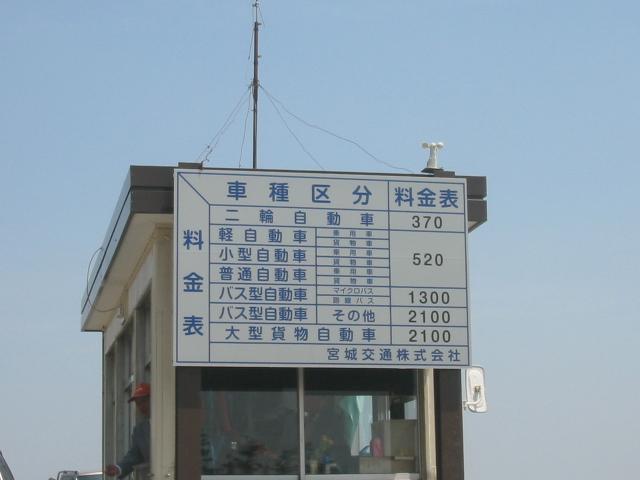 料金表
車種区分 料金表
二輪自動車 370
軽自動車 乗用車 貨物車
小型自動車 乗用車 貨物車 520
普通自動車 乗用車 貨物車
バス型自動車 マイクロバス 路線バス 1300
バス型自動車 その他 2100
大型貨物自動車 2100
宮城交通株式会社